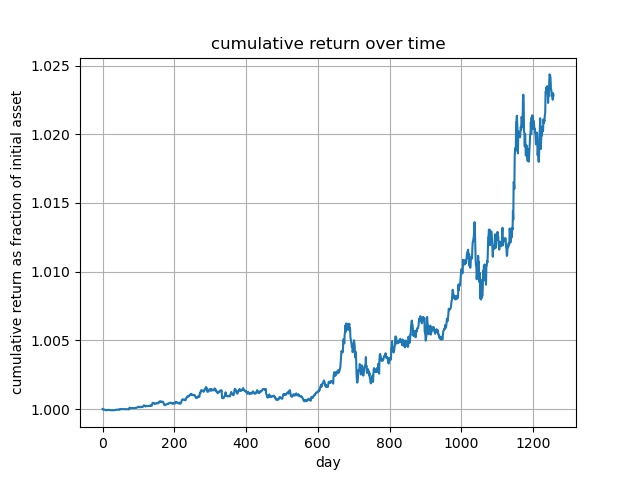 cumulative return over time
cumulative return as fraction of initial asset
1.025
1.020
1.015
1.010
1.005
1.000
0 200 400 600 800 1000 1200
day